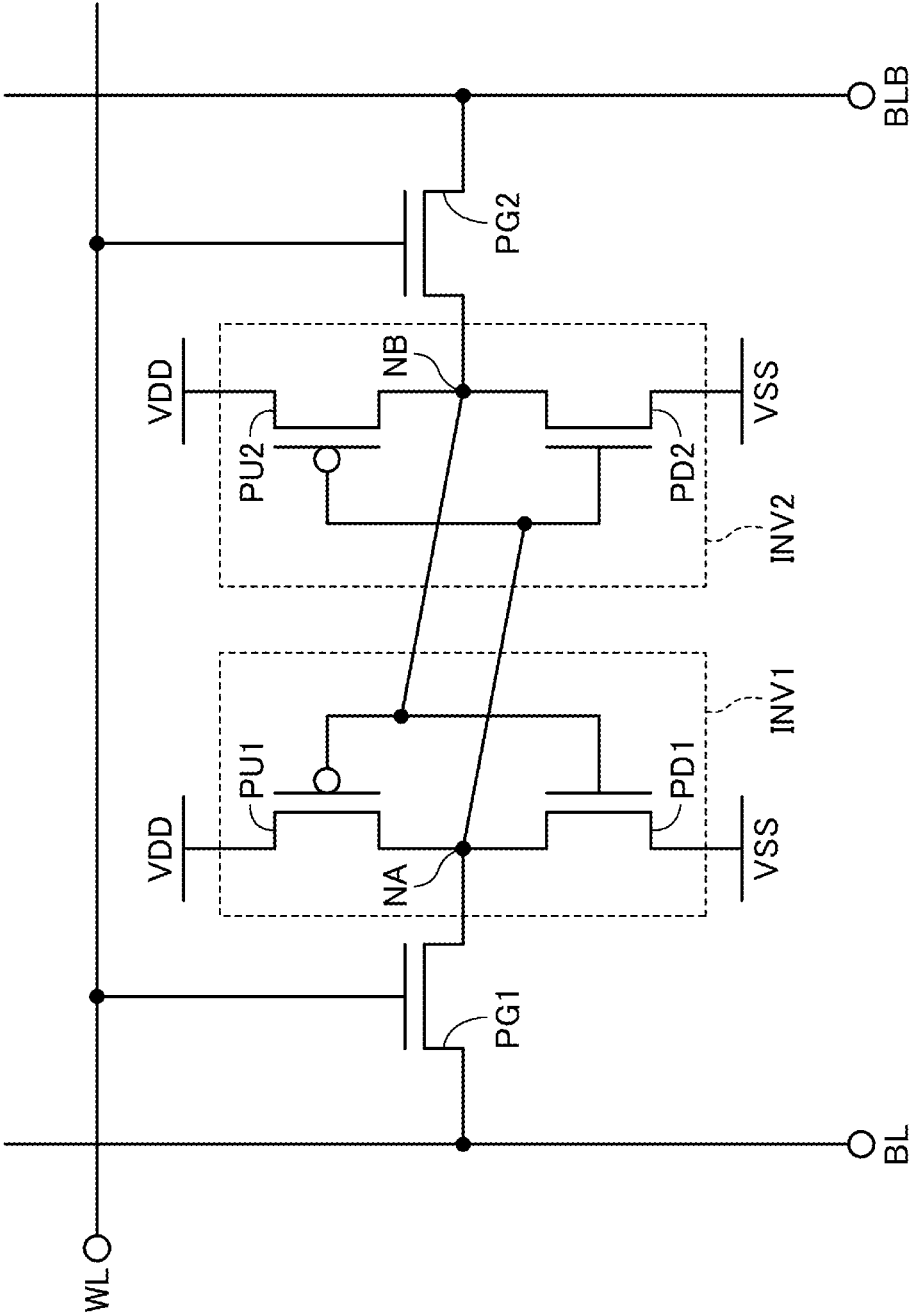 WL
VDD
VDD
PU1
PU2
NA
NB
PG1
PG2
PD1
PD2
VSS
VSS
INV1
INV2
BL
BLB